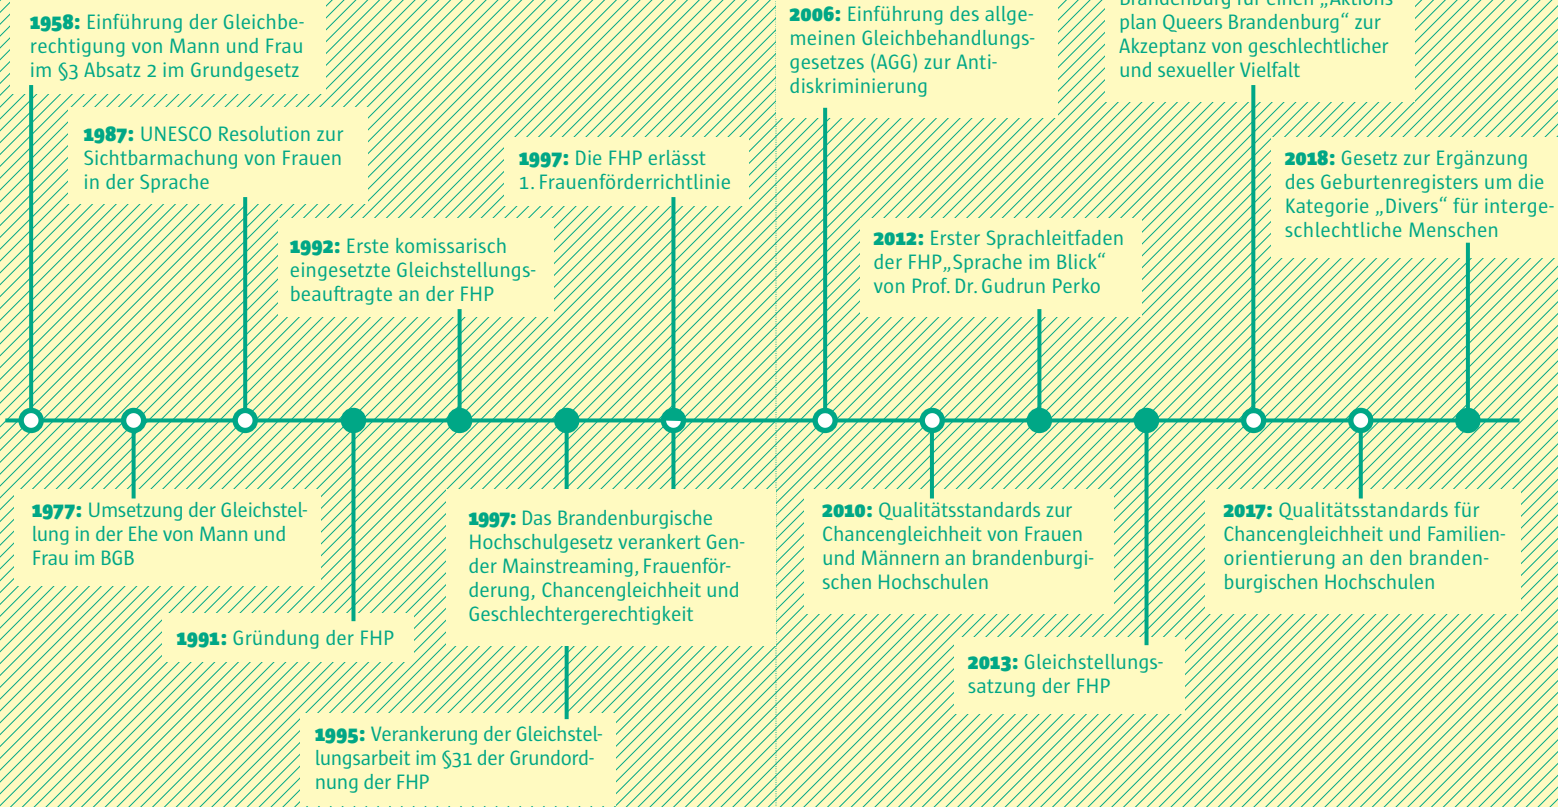 1958: Einführung der Gleichbe-
rechtigung von Mann und Frau
im §3 Absatz 2 im Grundgesetz
1987: UNESCO Resolution zur
Sichtbarmachung von Frauen
in der Sprache
1992: Erste komissarisch
eingesetzte Gleichstellungs-
beauftragte an der FHP
1997: Die FHP erlässt
1. Frauenförderrichtlinie
2006: Einführung des allge-
meinen Gleichbehandlungs-
gesetzes (AGG) zur Anti-
diskriminierung
2012: Erster Sprachleitfaden
der FHP„Sprache im Blick“
von Prof. Dr. Gudrun Perko
Brandenburg für einen „Aktions
plan Queers Brandenburg“ zur
Akzeptanz von geschlechtlicher
und sexueller Vielfalt
2018: Gesetz zur Ergänzung
des Geburtenregisters um die
Kategorie „Divers“ für interge-
schlechtliche Menschen
1977: Umsetzung der Gleichstel-
lung in der Ehe von Mann und
Frau im BGB
1991: Gründung der FHP
1997: Das Brandenburgische
Hochschulgesetz verankert Gen-
der Mainstreaming, Frauenför-
derung, Chancengleichheit und
Geschlechtergerechtigkeit
1995: Verankerung der Gleichstel-
lungsarbeit im §31 der Grundord-
nung der FHP
2010: Qualitätsstandards zur
Chancengleichheit von Frauen
und Männern an brandenburgi-
schen Hochschulen
2013: Gleichstellungs-
satzung der FHP
2017: Qualitätsstandards für
Chancengleichheit und Familien-
orientierung an den branden-
burgischen Hochschulen